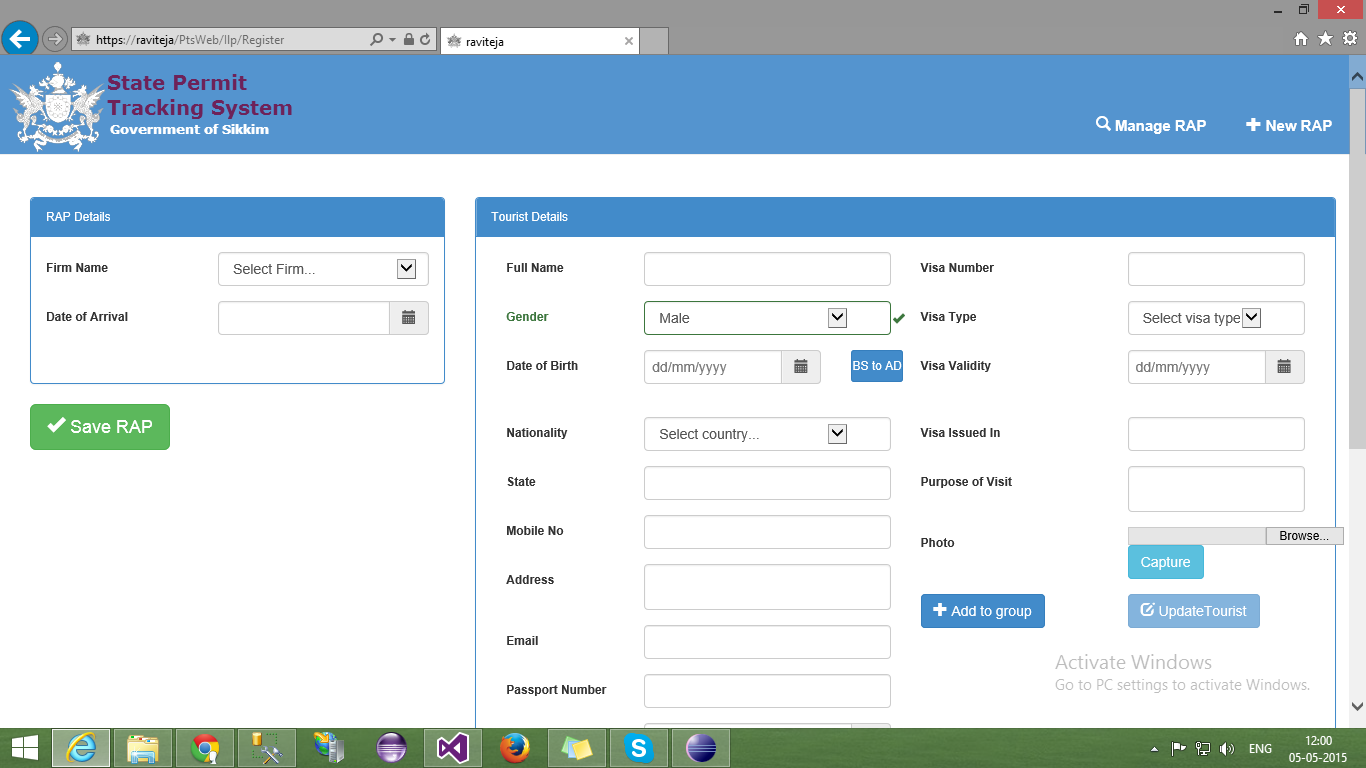 https://raviteja/PtsWeb/Ilp/Register
raviteja
State Permit
Tracking System
Government of Sikkim
Manage RAP
New RAP
RAP Details
Firm Name
Select Firm...
Date of Arrival
Save RAP
Tourist Details
Full Name
Visa Number
Gender
Male
Visa Type
Select visa type
Date of Birth
dd/mm/yyyy
BS to AD
Visa Validity
dd/mm/yyyy
Nationality
Select country...
Visa Issued In
State
Purpose of Visit
Mobile No
Photo
Browse...
Capture
Address
Add to group
UpdateTourist
Email
Passport Number
Activate Windows
Go to PC settings to activate Windows.
ENG
12:00
05-05-2015